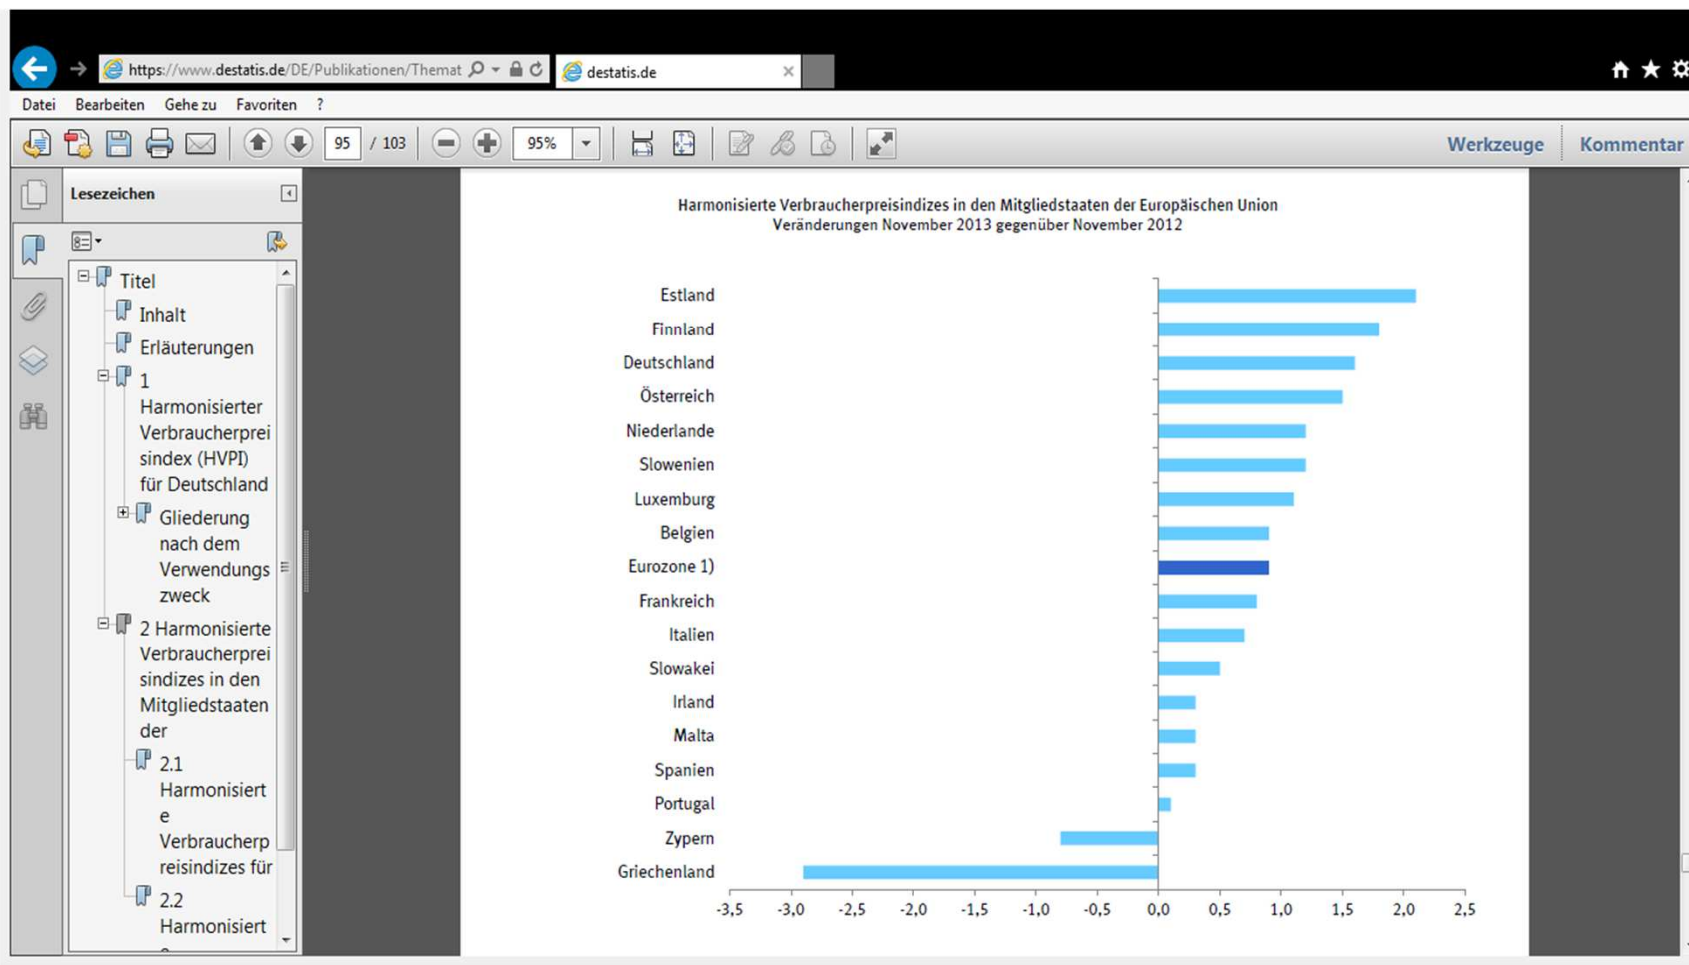 https://www.destatis.de/DE/Publikationen/Themat
destatis.de
Datei Bearbeiten Gehe zu Favoriten ?
95 / 103
95%
Werkzeuge Kommentar
Lesezeichen
Titel
Inhalt
Erläuterungen
1
Harmonisierter
Verbraucherprei
sindex (HVPI)
für Deutschland
Gliederung
nach dem
Verwendungs
zweck
2 Harmonisierte
Verbraucherprei
sindizes in den
Mitgliedstaaten
der
2.1
Harmonisiert
e
Verbraucherp
reisindizes für
2.2
Harmonisiert
Harmonisierte Verbraucherpreisindizes in den Mitgliedstaaten der Europäischen Union
Veränderungen November 2013 gegenüber November 2012
Estland
Finnland
Deutschland
Österreich
Niederlande
Slowenien
Luxemburg
Belgien
Eurozone 1)
Frankreich
Italien
Slowakei
Irland
Malta
Spanien
Portugal
Zypern
Griechenland
-3,5 -3,0 -2,5 -2,0 -1,5 -1,0 -0,5 0,0 0,5 1,0 1,5 2,0 2,5